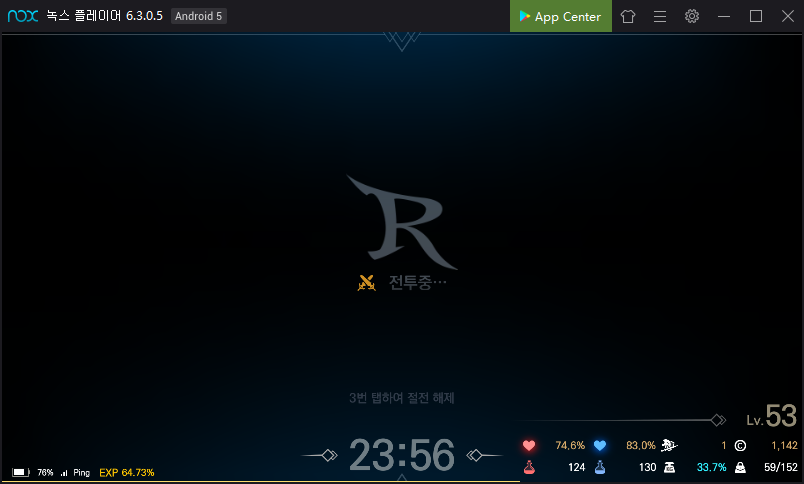 nox 녹스 플레이어 6.3.0.5 Android 5 App Center
R
전투중…
3번 탭하여 절전 해제
Lv.53
23:56
74.6% 83.0% 1 1,142
124 130 33.7% 59/152
76% Ping EXP 64.73%